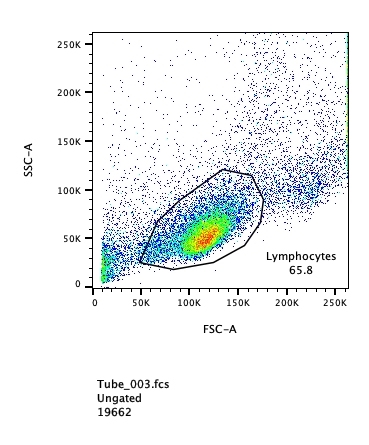 250K
200K
150K
100K
50K
0
SSC-A
Lymphocytes
65.8
0 50K 100K 150K 200K 250K
FSC-A
Tube_003.fcs
Ungated
19662